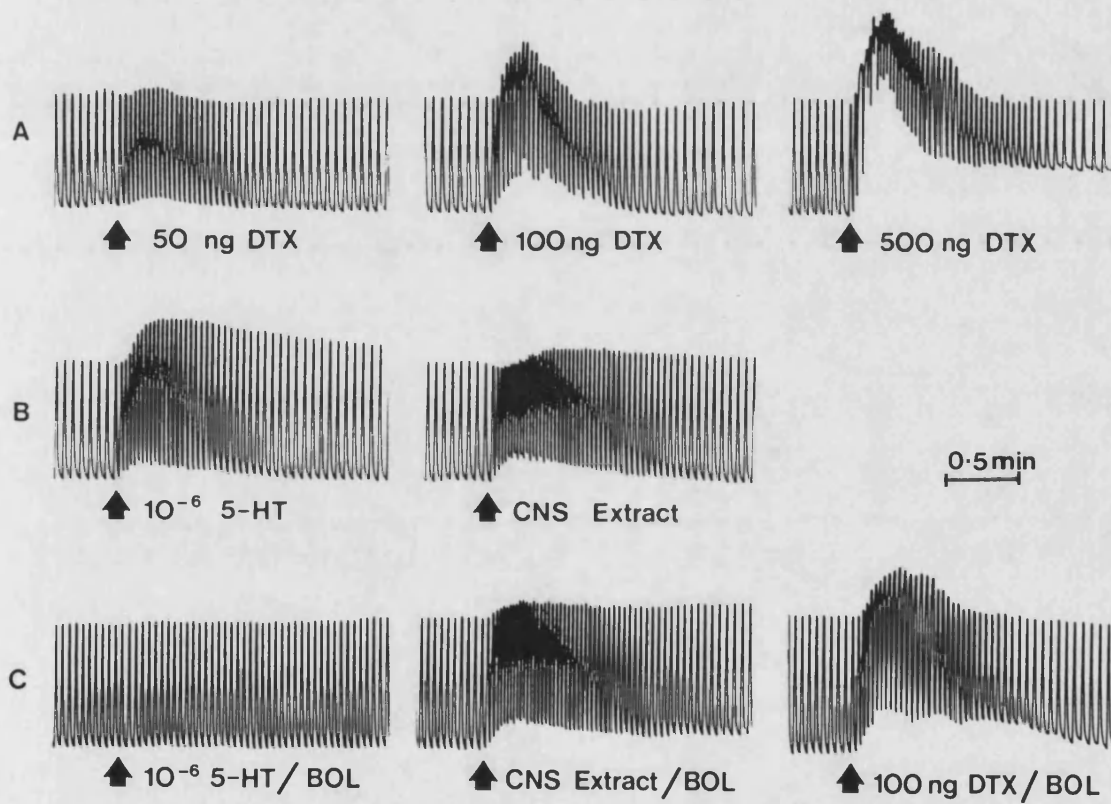 A
50 ng DTX
100 ng DTX
500 ng DTX
B
10⁻⁶ 5-HT
CNS Extract
0·5 min
C
10⁻⁶ 5-HT/BOL
CNS Extract/BOL
100 ng DTX/BOL